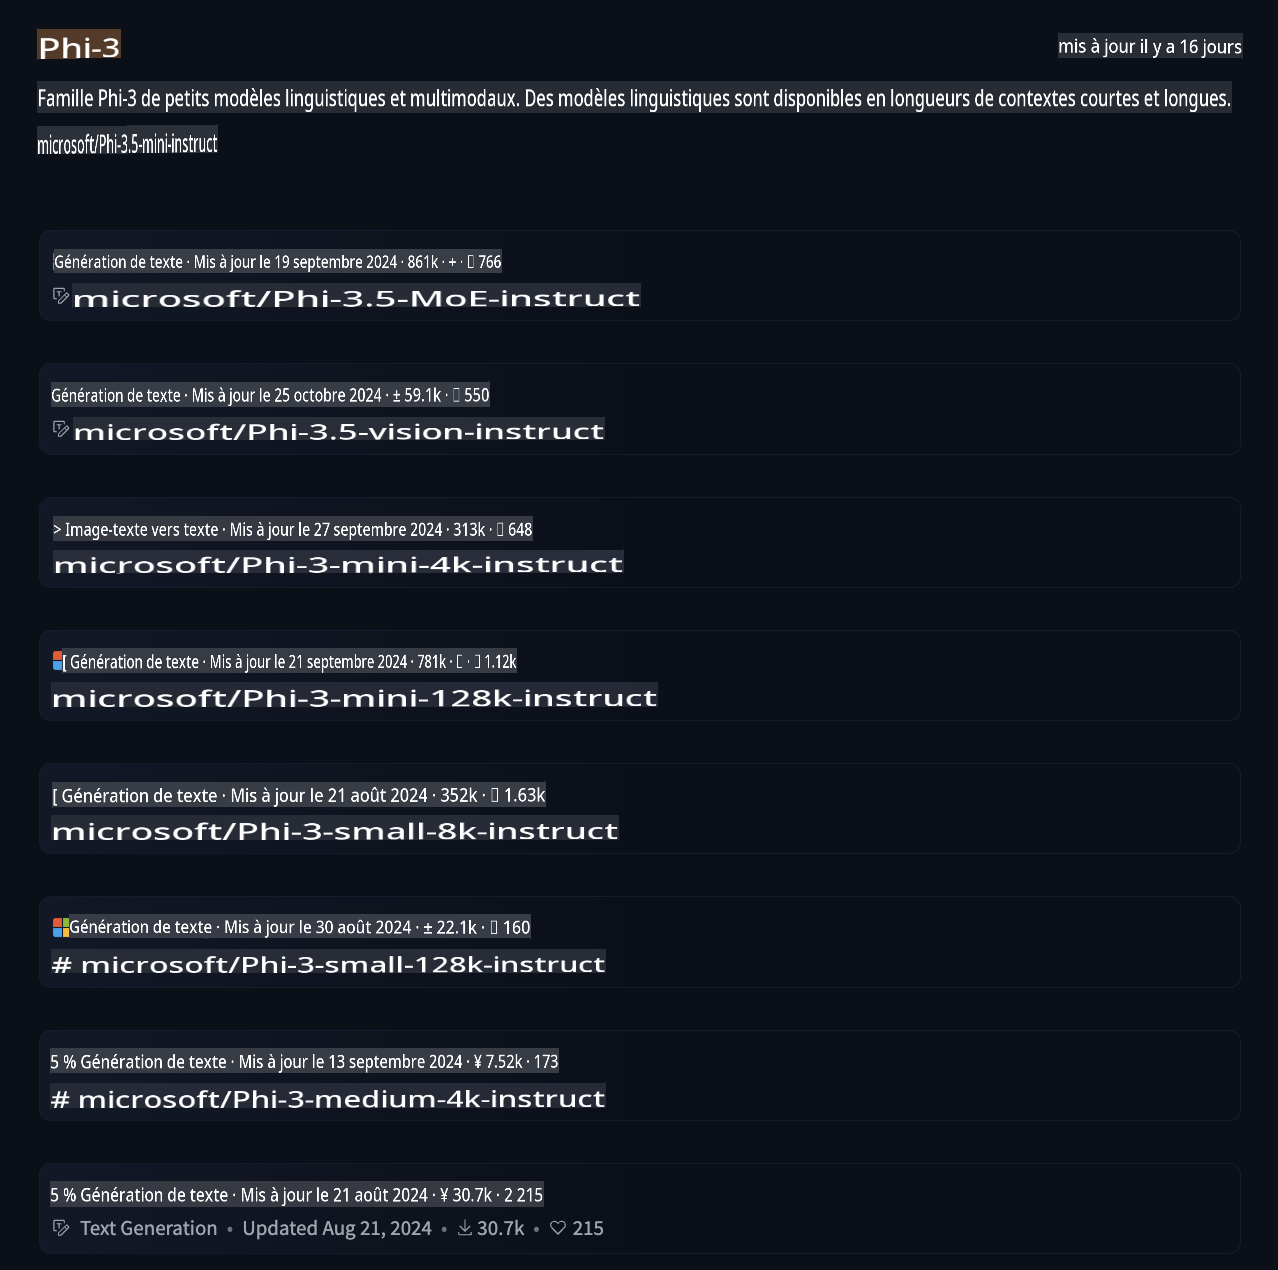 Phi-3
mis à jour il y a 16 jours
Famille Phi-3 de petits modèles linguistiques et multimodaux. Des modèles linguistiques sont disponibles en longueurs de contextes courtes et longues.
microsoft/Phi-3.5-mini-instruct
Génération de texte · Mis à jour le 19 septembre 2024 · 861k · + · 766
microsoft/Phi-3.5-MoE-instruct
Génération de texte · Mis à jour le 25 octobre 2024 · ± 59.1k · 550
microsoft/Phi-3.5-vision-instruct
> Image-texte vers texte · Mis à jour le 27 septembre 2024 · 313k · 648
microsoft/Phi-3-mini-4k-instruct
[ Génération de texte · Mis à jour le 21 septembre 2024 · 781k · · 1.12k
microsoft/Phi-3-mini-128k-instruct
[ Génération de texte · Mis à jour le 21 août 2024 · 352k · 1.63k
microsoft/Phi-3-small-8k-instruct
Génération de texte · Mis à jour le 30 août 2024 · ± 22.1k · 160
# microsoft/Phi-3-small-128k-instruct
5 % Génération de texte · Mis à jour le 13 septembre 2024 · ¥ 7.52k · 173
# microsoft/Phi-3-medium-4k-instruct
5 % Génération de texte · Mis à jour le 21 août 2024 · ¥ 30.7k · 2 215
Text Generation • Updated Aug 21, 2024 • 30.7k • 215